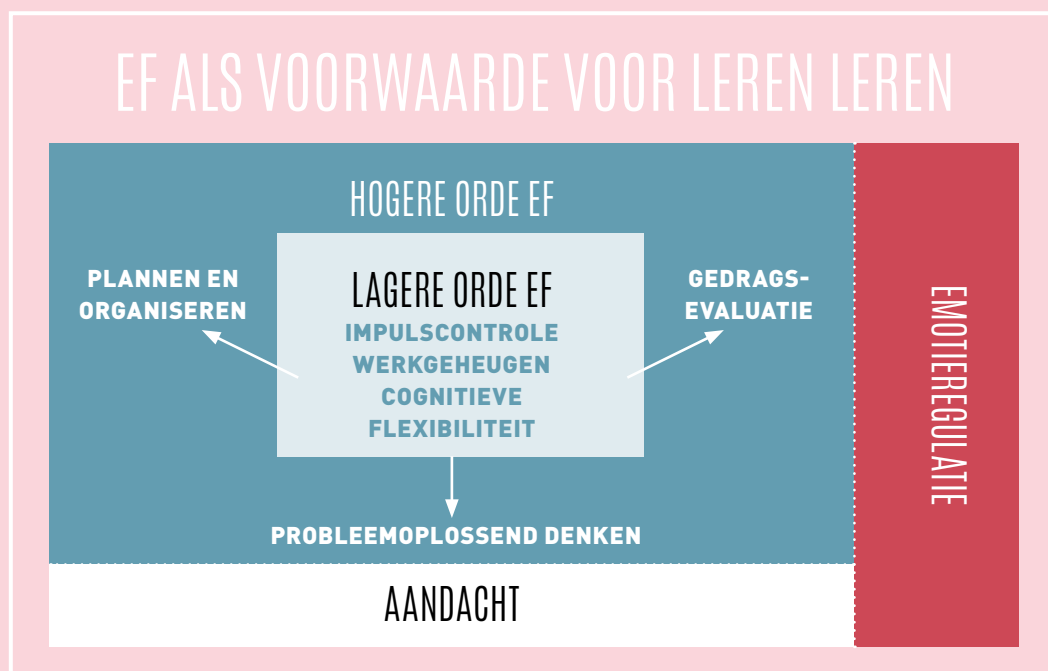 EF ALS VOORWAARDE VOOR LEREN LEREN
HOGERE ORDE EF
PLANNEN EN
ORGANISEREN
LAGERE ORDE EF
IMPULSCONTROLE
WERKGEHEUGEN
COGNITIEVE
FLEXIBILITEIT
GEDRAGS-
EVALUATIE
PROBLEEMOPLOSSEND DENKEN
AANDACHT
EMOTIEREGULATIE